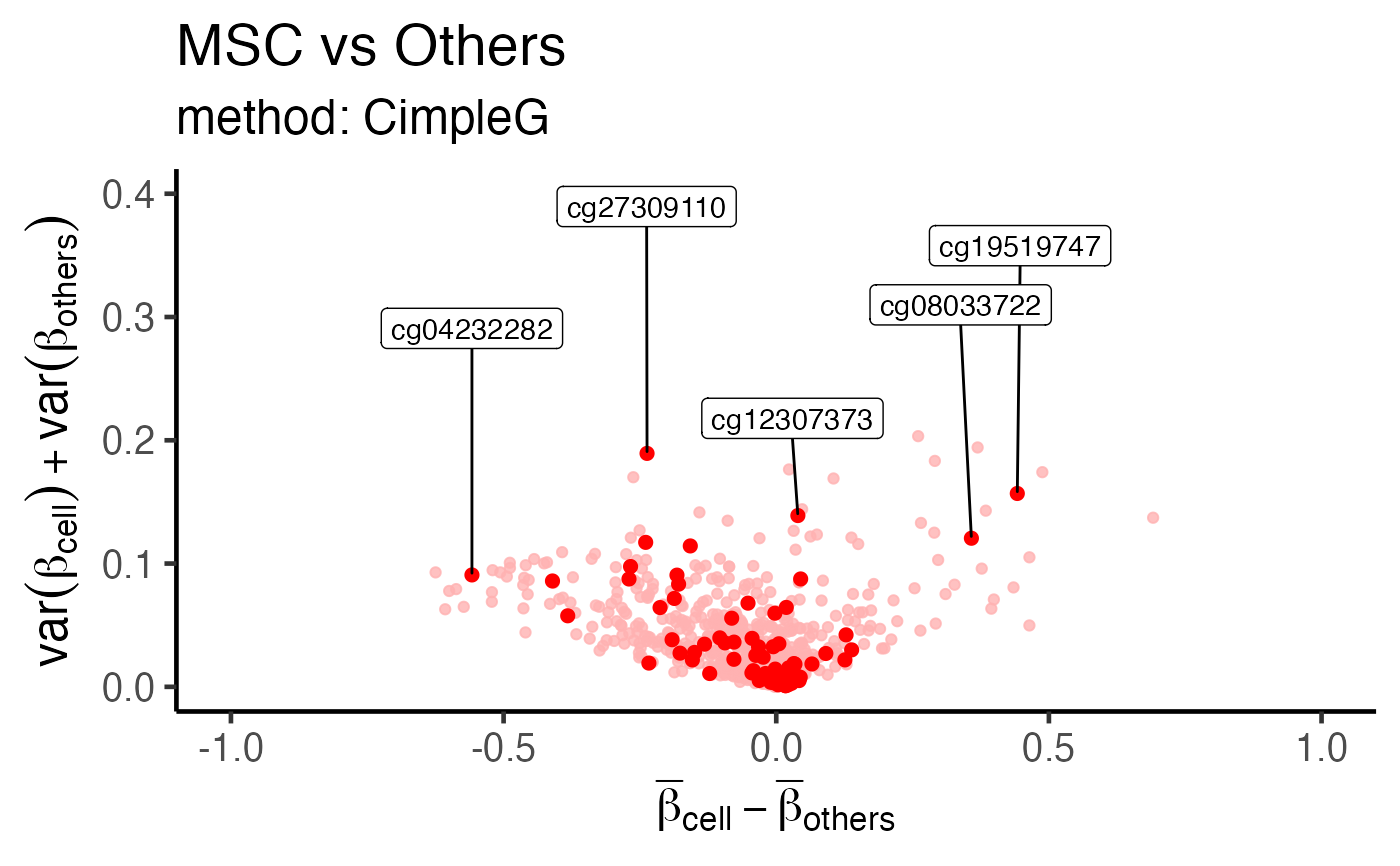 MSC vs Others
method: CimpleG
var(βcell) + var(βothers)
0.4
0.3
0.2
0.1
0.0
cg27309110
cg19519747
cg08033722
cg04232282
cg12307373
-1.0 -0.5 0.0 0.5 1.0
β̅cell − β̅others